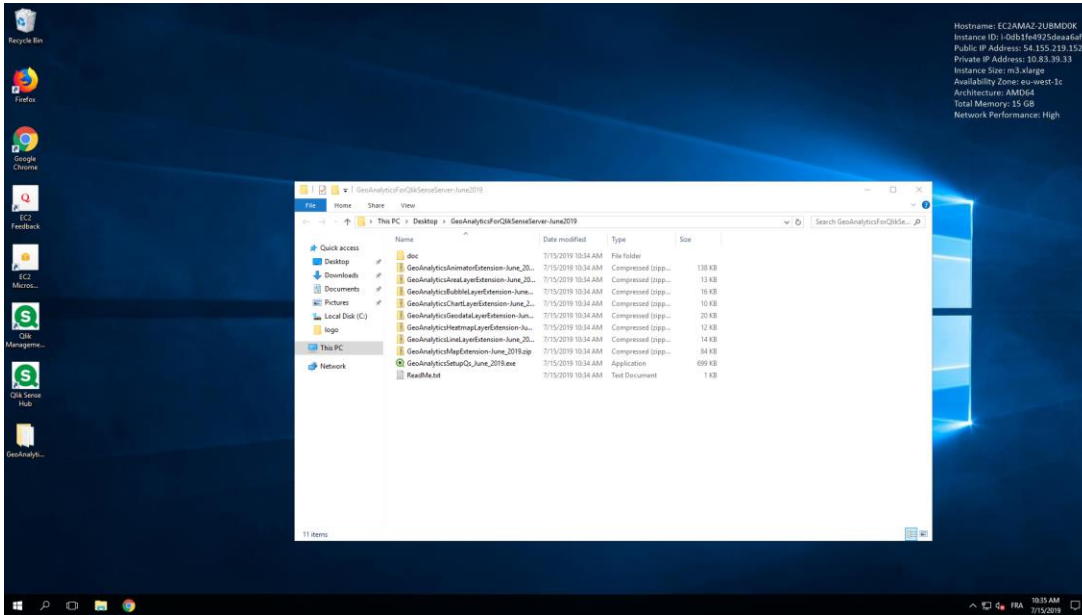 Recycle Bin
Firefox
Google
Chrome
EC2
Feedback
EC2
Micros...
Qlik
Manageme...
Qlik Sense
Hub
GeoAnalyti...
Hostname: EC2AMAZ-2UBMD0K
Instance ID: i-0db1fe4925deaa6af
Public IP Address: 54.155.219.152
Private IP Address: 10.83.39.33
Instance Size: m3.xlarge
Availability Zone: eu-west-1c
Architecture: AMD64
Total Memory: 15 GB
Network Performance: High
GeoAnalyticsForQlikSenseServer-June2019
File Home Share View
This PC > Desktop > GeoAnalyticsForQlikSenseServer-June2019
Search GeoAnalyticsForQlikSe...
Quick access
Desktop
Downloads
Documents
Pictures
Local Disk (C:)
logo
This PC
Network
Name Date modified Type Size
doc 7/15/2019 10:34 AM File folder
GeoAnalyticsAnimatorExtension-June_20... 7/15/2019 10:34 AM Compressed (zipp... 138 KB
GeoAnalyticsAreaLayerExtension-June_20... 7/15/2019 10:34 AM Compressed (zipp... 13 KB
GeoAnalyticsBubbleLayerExtension-June... 7/15/2019 10:34 AM Compressed (zipp... 16 KB
GeoAnalyticsChartLayerExtension-June_2... 7/15/2019 10:34 AM Compressed (zipp... 10 KB
GeoAnalyticsGeodataLayerExtension-Jun... 7/15/2019 10:34 AM Compressed (zipp... 20 KB
GeoAnalyticsHeatmapLayerExtension-Ju... 7/15/2019 10:34 AM Compressed (zipp... 12 KB
GeoAnalyticsLineLayerExtension-June_20... 7/15/2019 10:34 AM Compressed (zipp... 14 KB
GeoAnalyticsMapExtension-June_2019.zip 7/15/2019 10:34 AM Compressed (zipp... 84 KB
GeoAnalyticsSetupQs_June_2019.exe 7/15/2019 10:34 AM Application 699 KB
ReadMe.txt 7/15/2019 10:34 AM Text Document 1 KB
11 items
FRA
10:35 AM
7/15/2019